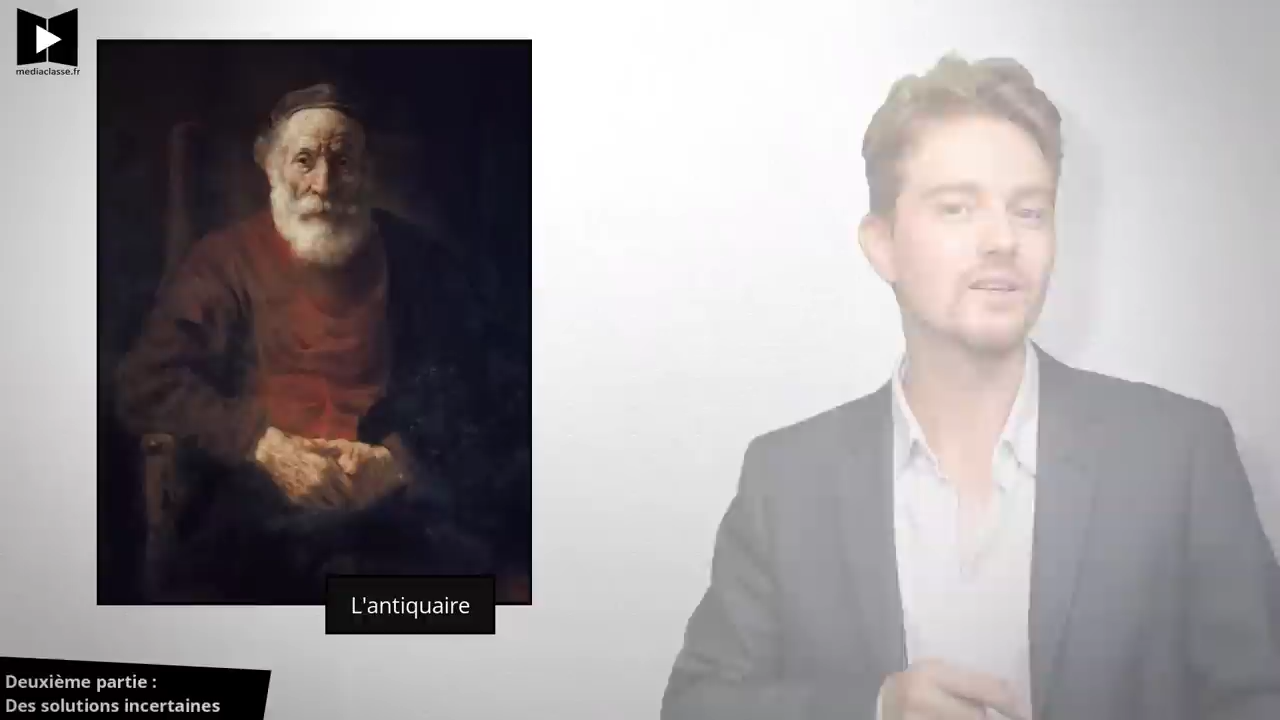 mediaclasse.fr
L'antiquaire
Deuxième partie :
Des solutions incertaines